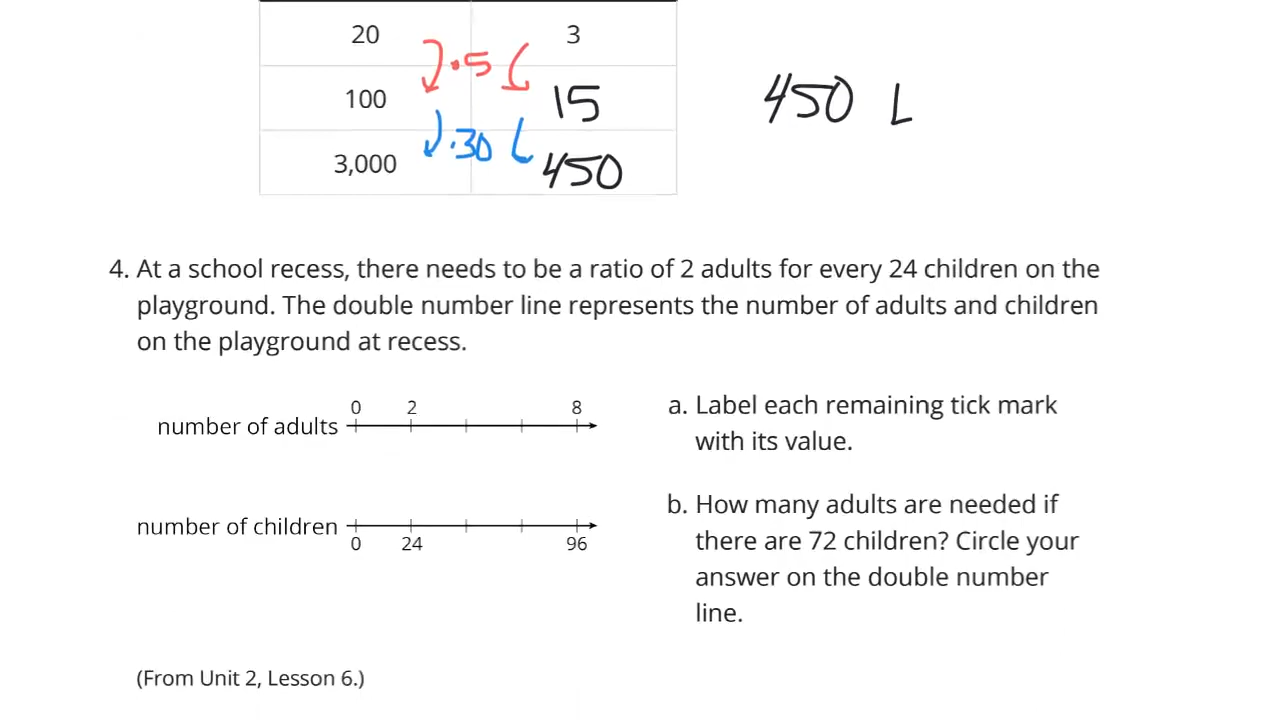 20 3
·5
100 15
450 L
·30
3,000 450
4. At a school recess, there needs to be a ratio of 2 adults for every 24 children on the
playground. The double number line represents the number of adults and children
on the playground at recess.
0 2 8
number of adults
number of children
0 24 96
a. Label each remaining tick mark
with its value.
b. How many adults are needed if
there are 72 children? Circle your
answer on the double number
line.
(From Unit 2, Lesson 6.)